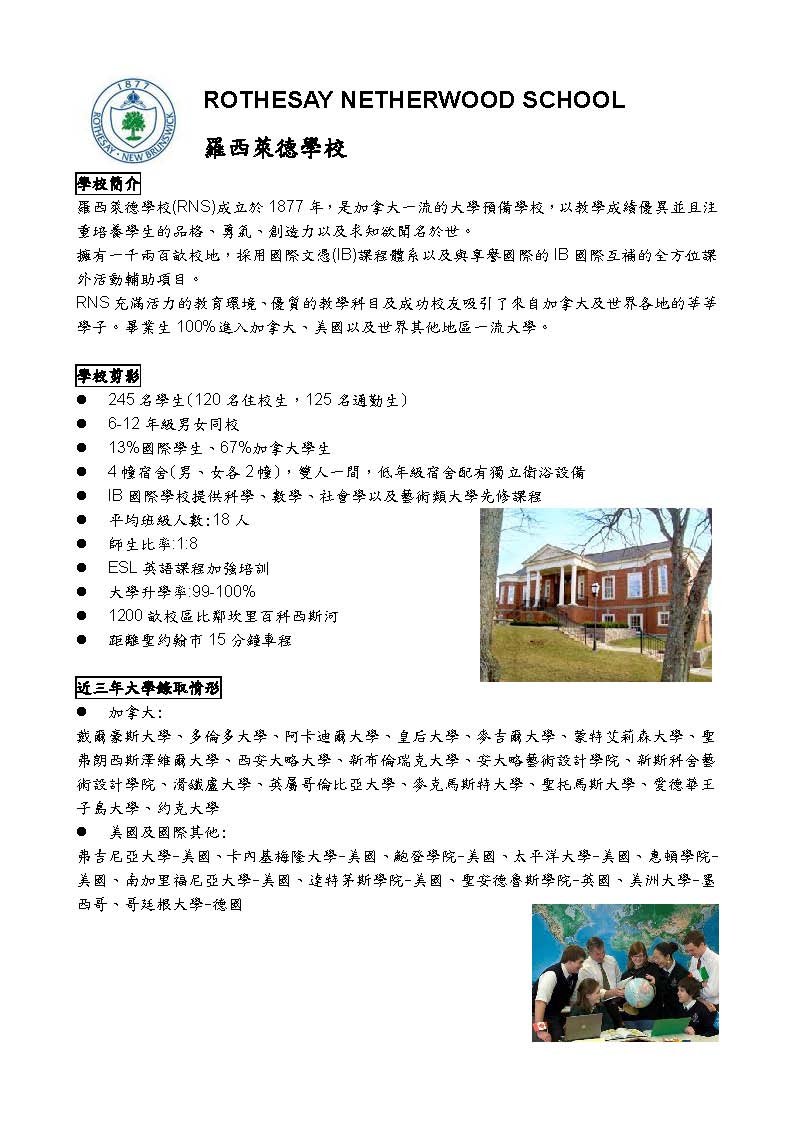 1877
ROTHESAY · NEW BRUNSWICK
ROTHESAY NETHERWOOD SCHOOL
羅西萊德學校
學校簡介
羅西萊德學校(RNS)成立於 1877 年，是加拿大一流的大學預備學校，以教學成績優異並且注
重培養學生的品格、勇氣、創造力以及求知欲聞名於世。
擁有一千兩百畝校地，採用國際文憑(IB)課程體系以及與享譽國際的 IB 國際互補的全方位課
外活動輔助項目。
RNS 充滿活力的教育環境、優質的教學科目及成功校友吸引了來自加拿大及世界各地的莘莘
學子。畢業生 100%進入加拿大、美國以及世界其他地區一流大學。
學校剪影
● 245 名學生(120 名住校生，125 名通勤生)
● 6-12 年級男女同校
● 13%國際學生、67%加拿大學生
● 4 幢宿舍(男、女各 2 幢)，雙人一間，低年級宿舍配有獨立衛浴設備
● IB 國際學校提供科學、數學、社會學以及藝術類大學先修課程
● 平均班級人數:18 人
● 師生比率:1:8
● ESL 英語課程加強培訓
● 大學升學率:99-100%
● 1200 畝校區比鄰坎里百科西斯河
● 距離聖約翰市 15 分鐘車程
近三年大學錄取情形
● 加拿大:
戴爾豪斯大學、多倫多大學、阿卡迪爾大學、皇后大學、麥吉爾大學、蒙特艾莉森大學、聖
弗朗西斯澤維爾大學、西安大略大學、新布倫瑞克大學、安大略藝術設計學院、新斯科舍藝
術設計學院、滑鐵盧大學、英屬哥倫比亞大學、麥克馬斯特大學、聖托馬斯大學、愛德華王
子島大學、約克大學
● 美國及國際其他:
弗吉尼亞大學-美國、卡內基梅隆大學-美國、鮑登學院-美國、太平洋大學-美國、惠頓學院-
美國、南加里福尼亞大學-美國、達特茅斯學院-美國、聖安德魯斯學院-英國、美洲大學-墨
西哥、哥廷根大學-德國